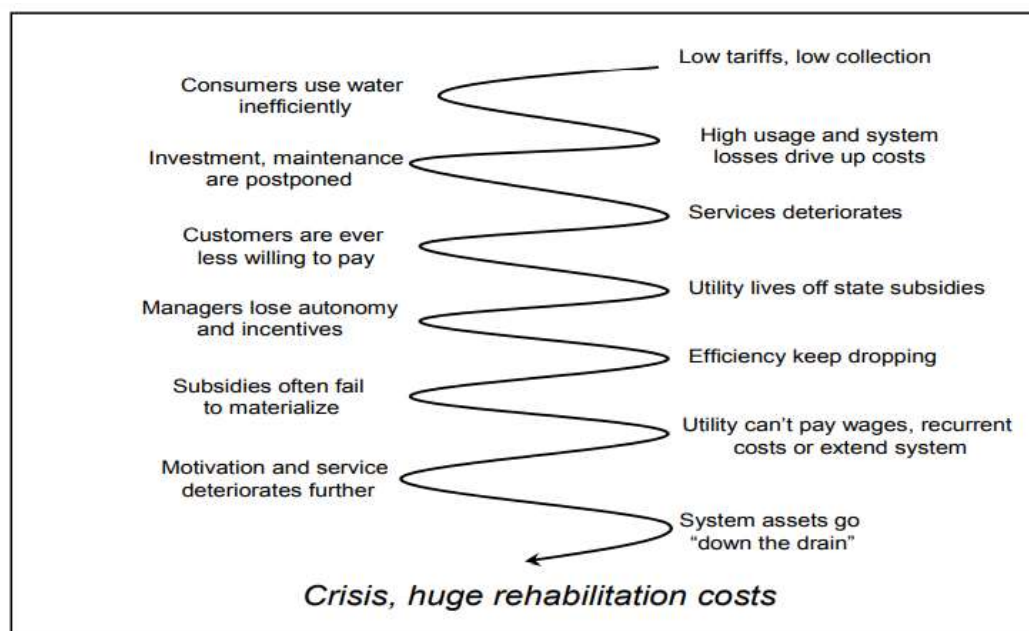 Low tariffs, low collection
Consumers use water
inefficiently
High usage and system
losses drive up costs
Investment, maintenance
are postponed
Services deteriorates
Customers are ever
less willing to pay
Utility lives off state subsidies
Managers lose autonomy
and incentives
Efficiency keep dropping
Subsidies often fail
to materialize
Utility can't pay wages, recurrent
costs or extend system
Motivation and service
deteriorates further
System assets go
“down the drain”
Crisis, huge rehabilitation costs